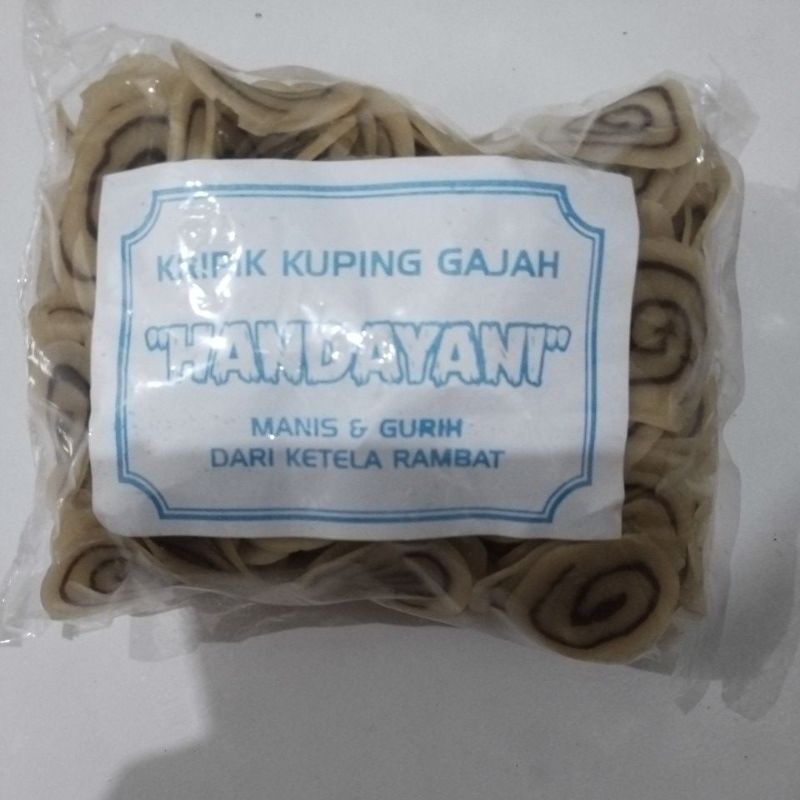 KRIPIK KUPING GAJAH
"HANDAYANI"
MANIS & GURIH
DARI KETELA RAMBAT